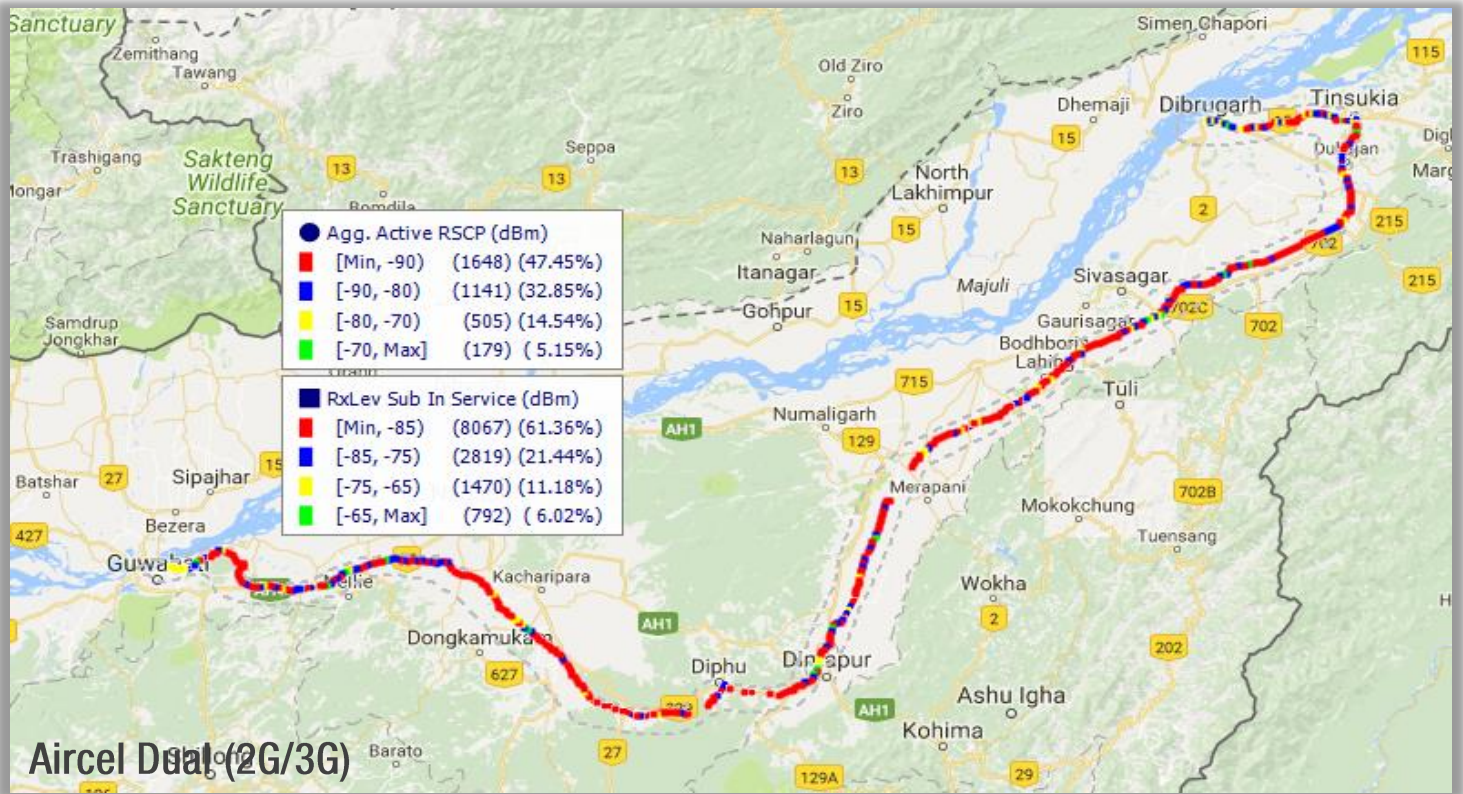 Sanctuary
Zemithang
Tawang
Simen Chapori
115
Old Ziro
Ziro
Dhemaji
Dibrugarh
Tinsukia
15
Trashigang
Sakteng
Wildlife
Sanctuary
13
Seppa
13
13
North
Lakhimpur
2
215
Bomdila
15
702
Agg. Active RSCP (dBm)
[Min, -90) (1648) (47.45%)
[-90, -80) (1141) (32.85%)
[-80, -70) (505) (14.54%)
[-70, Max] (179) ( 5.15%)
Naharlagun
Itanagar
Majuli
Sivasagar
215
15
Gohpur
702C
702
Samdrup
Jongkhar
Gaurisagar
Bodhbori
RxLev Sub In Service (dBm)
[Min, -85) (8067) (61.36%)
[-85, -75) (2819) (21.44%)
[-75, -65) (1470) (11.18%)
[-65, Max] (792) ( 6.02%)
715
Tuli
AH1
Numaligarh
129
Batshar
27
Sipajhar
15
Merapani
Mokokchung
702B
427
Bezera
Tuensang
Guwahati
Kacharipara
Wokha
2
AH1
Dongkamukam
627
Diphu
Dimapur
202
AH1
Ashu Igha
Kohima
Aircel Dual (2G/3G)
Barato
27
129A
29